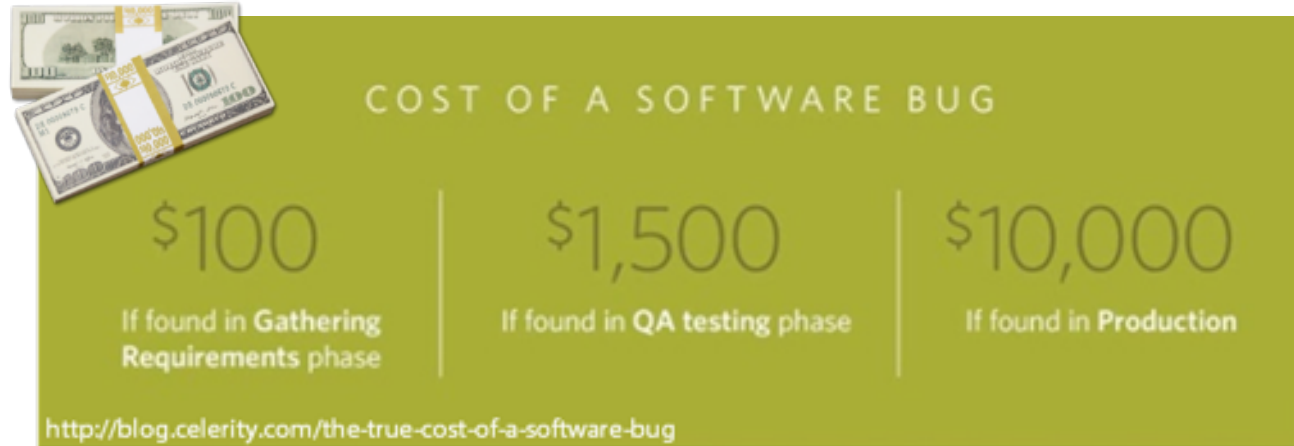 COST OF A SOFTWARE BUG
$100
If found in Gathering
Requirements phase
$1,500
If found in QA testing phase
$10,000
If found in Production
http://blog.celerity.com/the-true-cost-of-a-software-bug